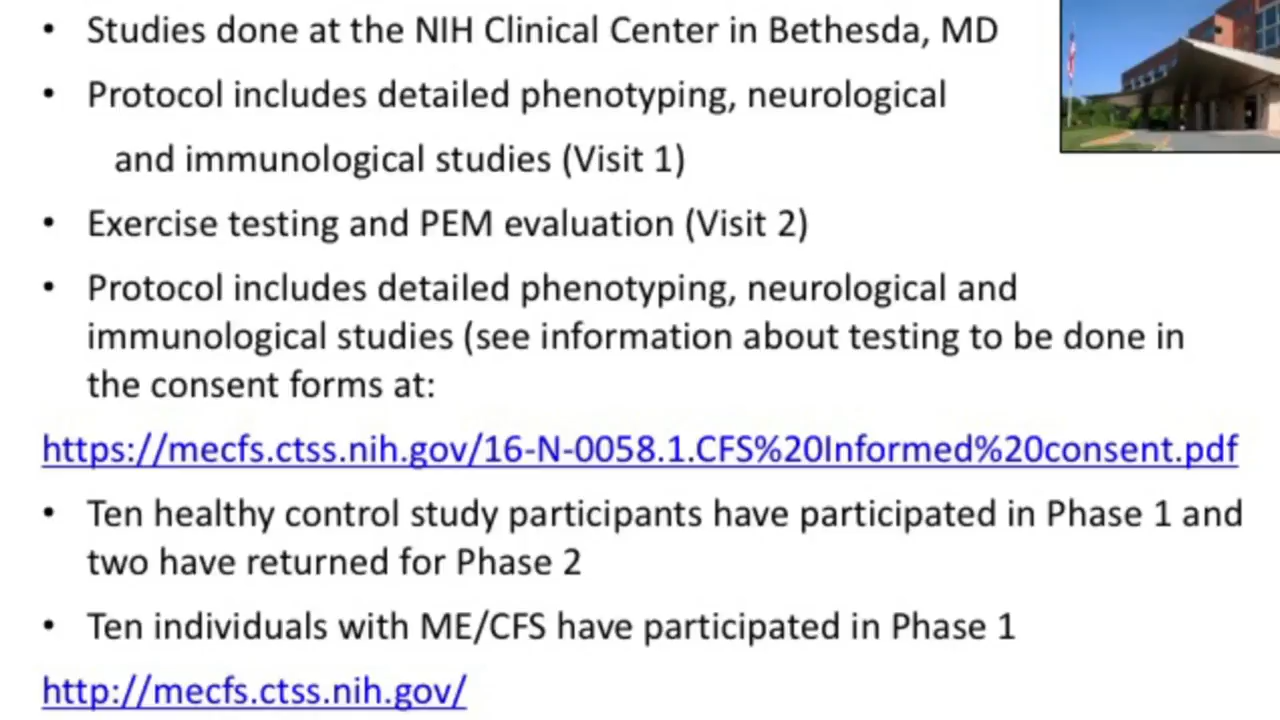 • Studies done at the NIH Clinical Center in Bethesda, MD
• Protocol includes detailed phenotyping, neurological
and immunological studies (Visit 1)
• Exercise testing and PEM evaluation (Visit 2)
• Protocol includes detailed phenotyping, neurological and
immunological studies (see information about testing to be done in
the consent forms at:
https://mecfs.ctss.nih.gov/16-N-0058.1.CFS%20Informed%20consent.pdf
• Ten healthy control study participants have participated in Phase 1 and
two have returned for Phase 2
• Ten individuals with ME/CFS have participated in Phase 1
http://mecfs.ctss.nih.gov/